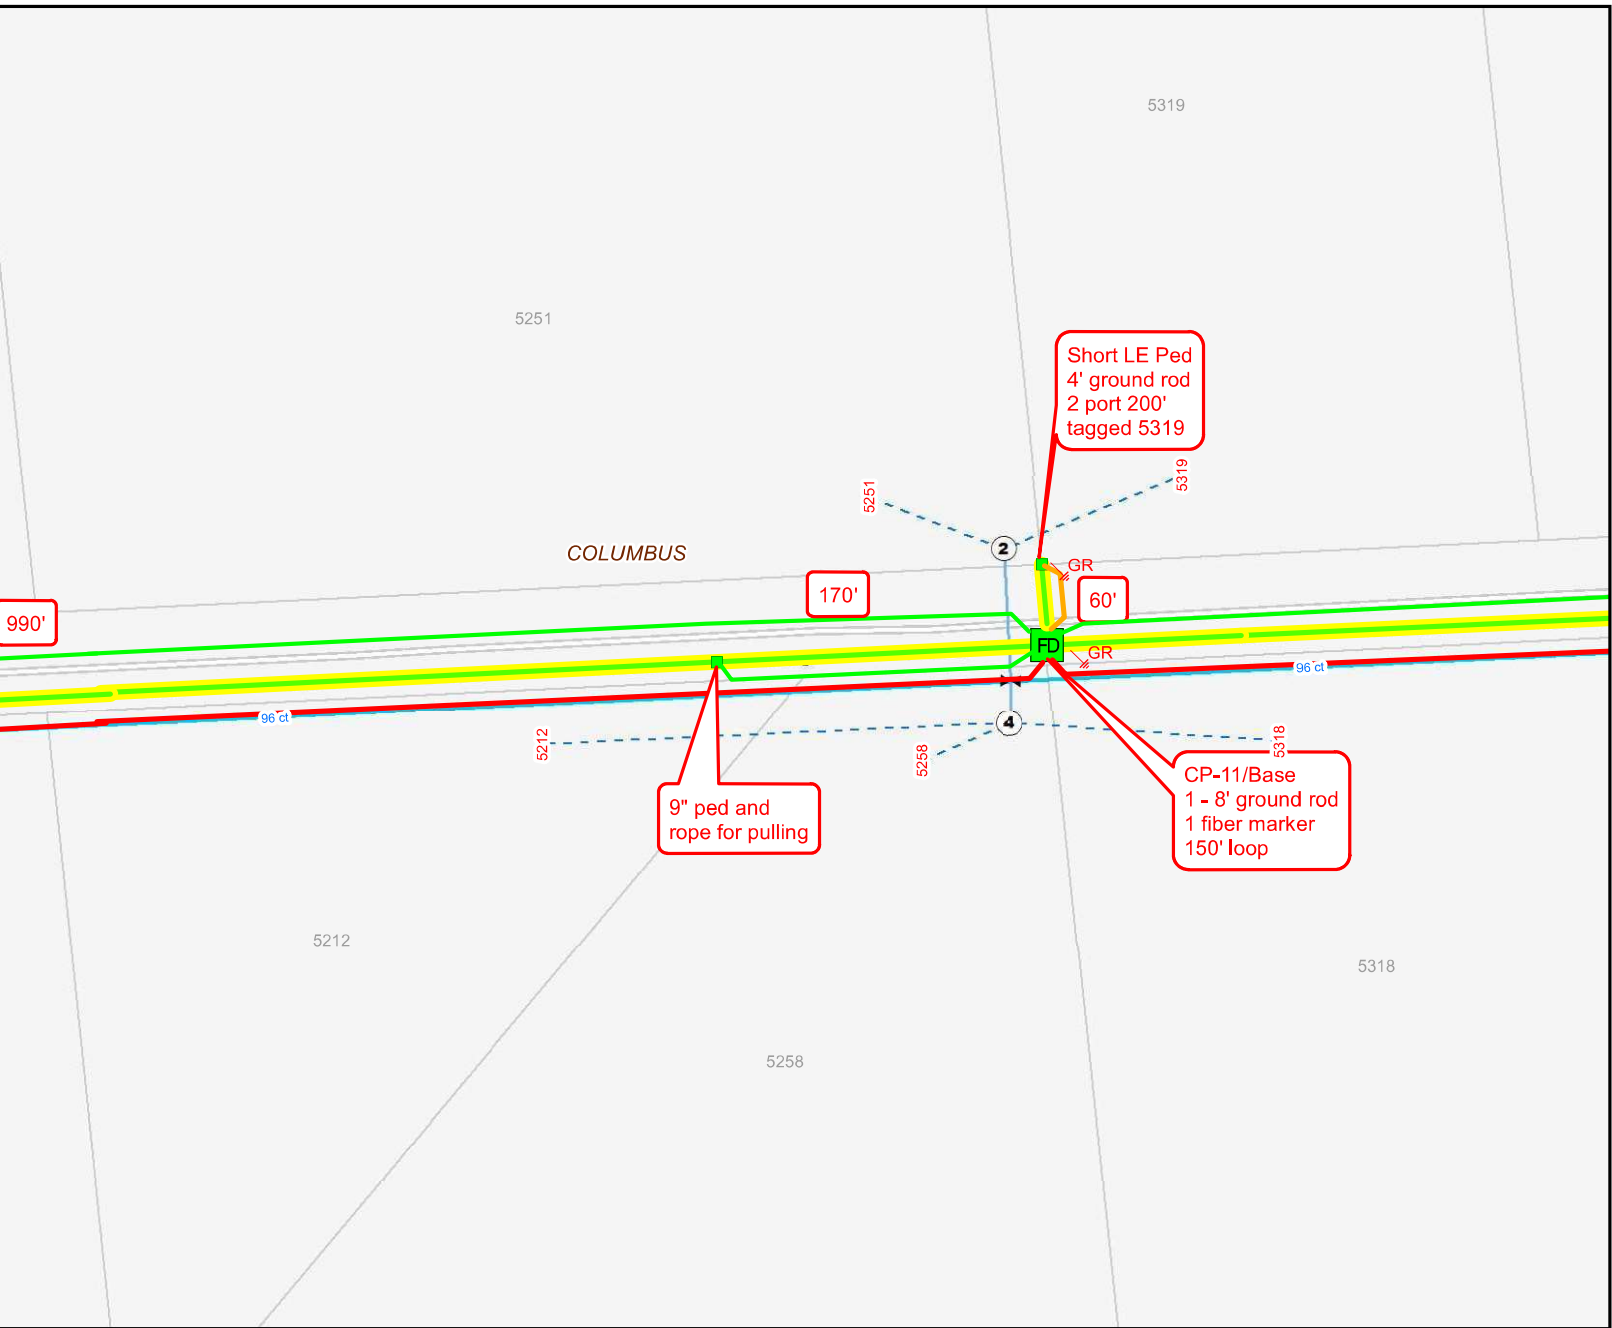 5319
5251
Short LE Ped
4' ground rod
2 port 200'
tagged 5319
5251
5319
COLUMBUS
2
GR
170'
60'
990'
FD
GR
96 ct
96 ct
4
5212
5258
5318
CP-11/Base
1 - 8' ground rod
1 fiber marker
150' loop
9" ped and
rope for pulling
5212
5318
5258